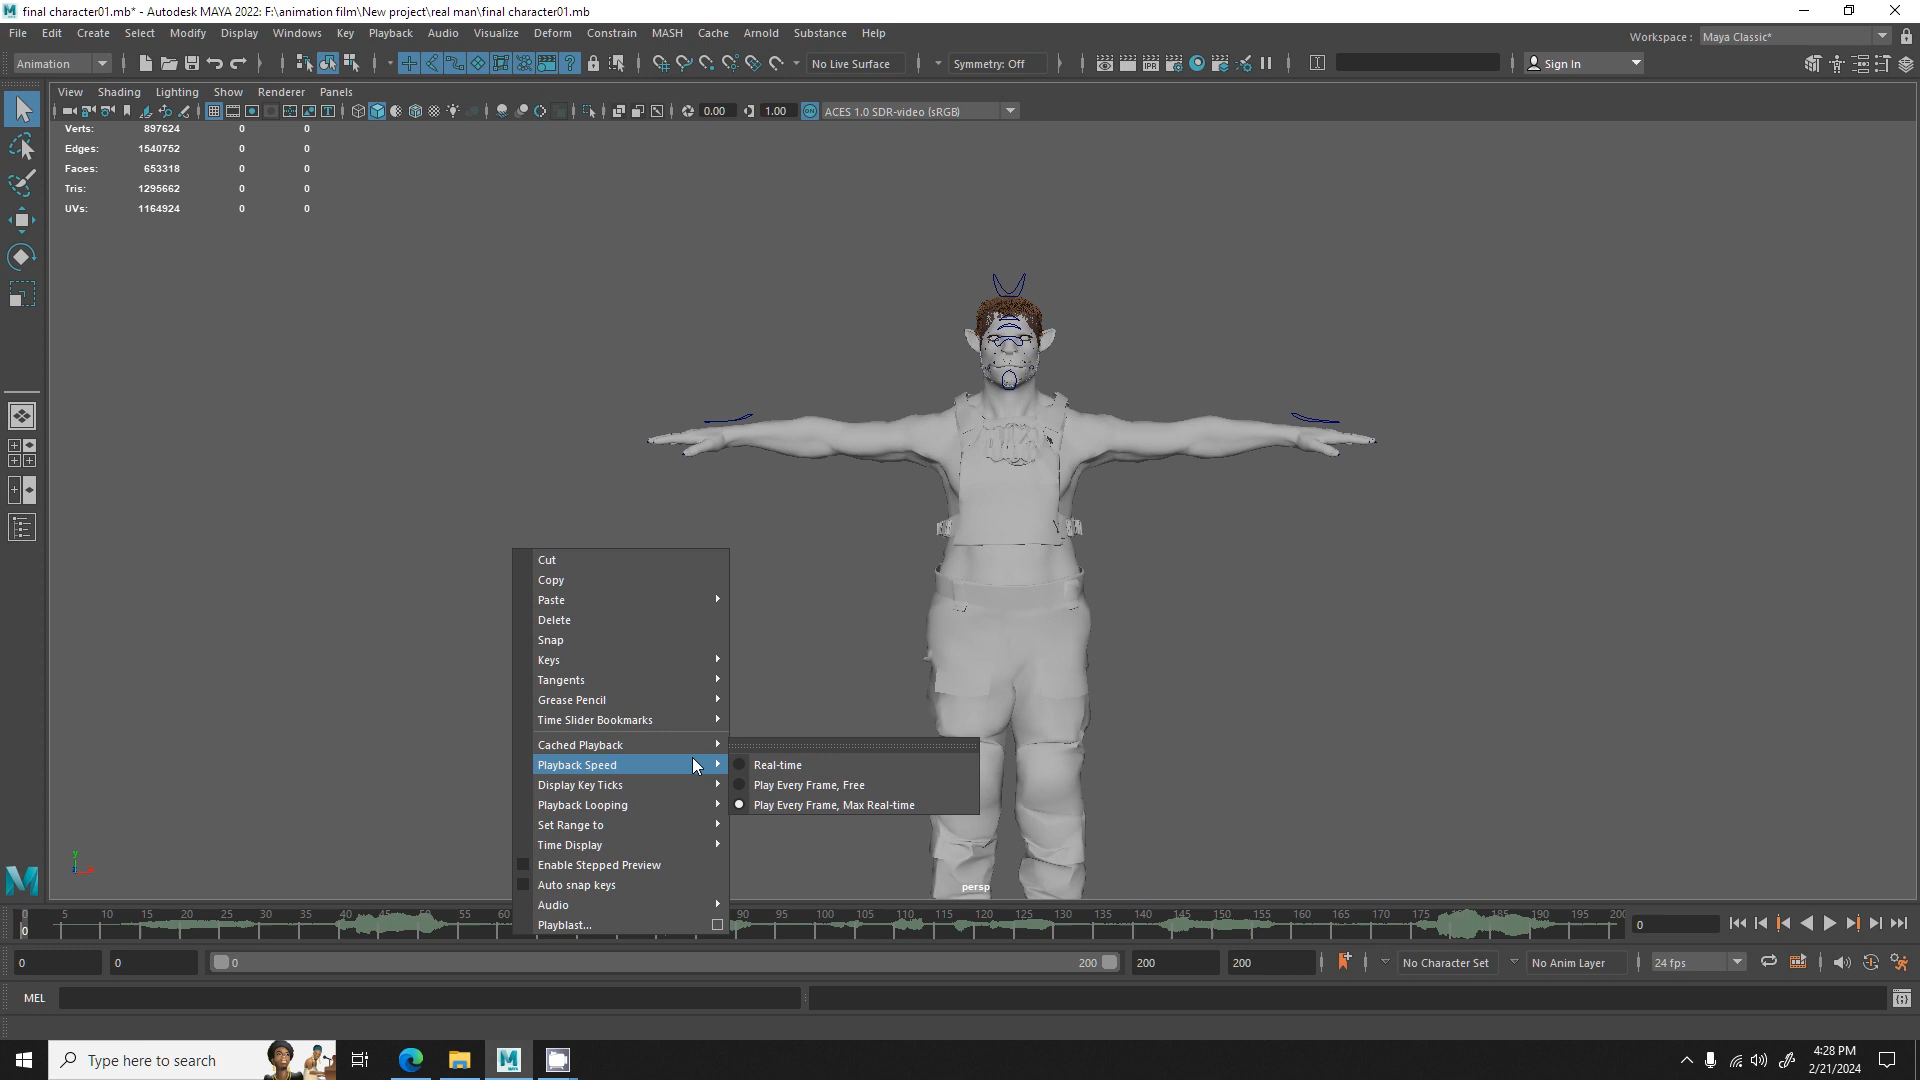 final character01.mb* - Autodesk MAYA 2022: F:\animation film\New project\real man\final character01.mb
File Edit Create Select Modify Display Windows Key Playback Audio Visualize Deform Constrain MASH Cache Arnold Substance Help
Workspace : Maya Classic*
Animation No Live Surface Symmetry: Off Sign In
View Shading Lighting Show Renderer Panels
0.00 1.00 ACES 1.0 SDR-video (sRGB)
Verts: 897624 0 0
Edges: 1540752 0 0
Faces: 653318 0 0
Tris: 1295662 0 0
UVs: 1164924 0 0
Cut
Copy
Paste
Delete
Snap
Keys
Tangents
Grease Pencil
Time Slider Bookmarks
Cached Playback
Playback Speed
Real-time
Display Key Ticks
Play Every Frame, Free
Playback Looping
Play Every Frame, Max Real-time
Set Range to
Time Display
Enable Stepped Preview
Auto snap keys
Audio
Playblast...
persp
0 5 10 15 20 25 30 35 40 45 50 55 60 90 95 100 105 110 115 120 125 130 135 140 145 150 155 160 165 170 175 180 185 190 195 200
0 0
0 0 0 200 200 200 No Character Set No Anim Layer 24 fps
MEL
Type here to search
4:28 PM
2/21/2024